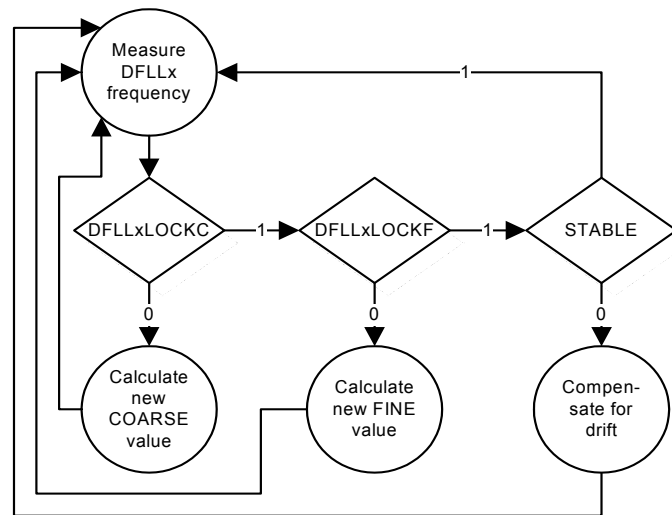 Measure
DFLLx
frequency
1
DFLLxLOCKC
1
DFLLxLOCKF
1
STABLE
0
0
0
Calculate
new
COARSE
value
Calculate
new FINE
value
Compen-
sate for
drift